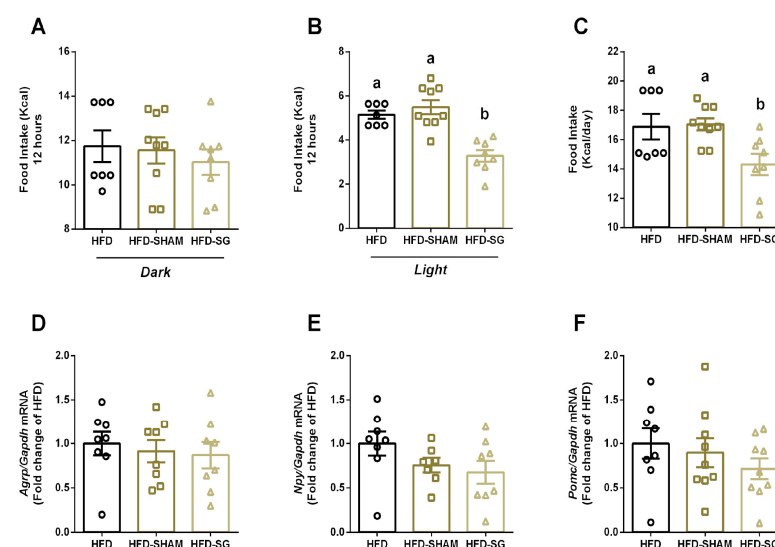 A
Food Intake (Kcal)
12 hours
16
14
12
10
8
HFD
HFD-SHAM
HFD-SG
Dark
B
Food Intake (Kcal)
12 hours
8
6
4
2
0
a
a
b
HFD
HFD-SHAM
HFD-SG
Light
C
Food Intake
(Kcal/day)
22
20
18
16
14
12
10
a
a
b
HFD
HFD-SHAM
HFD-SG
D
Agrp/Gapdh mRNA
(Fold change of HFD)
2.0
1.5
1.0
0.5
0.0
HFD
HFD-SHAM
HFD-SG
E
Npy/Gapdh mRNA
(Fold change of HFD)
2.0
1.5
1.0
0.5
0.0
HFD
HFD-SHAM
HFD-SG
F
Pomc/Gapdh mRNA
(Fold change of HFD)
2.0
1.5
1.0
0.5
0.0
HFD
HFD-SHAM
HFD-SG